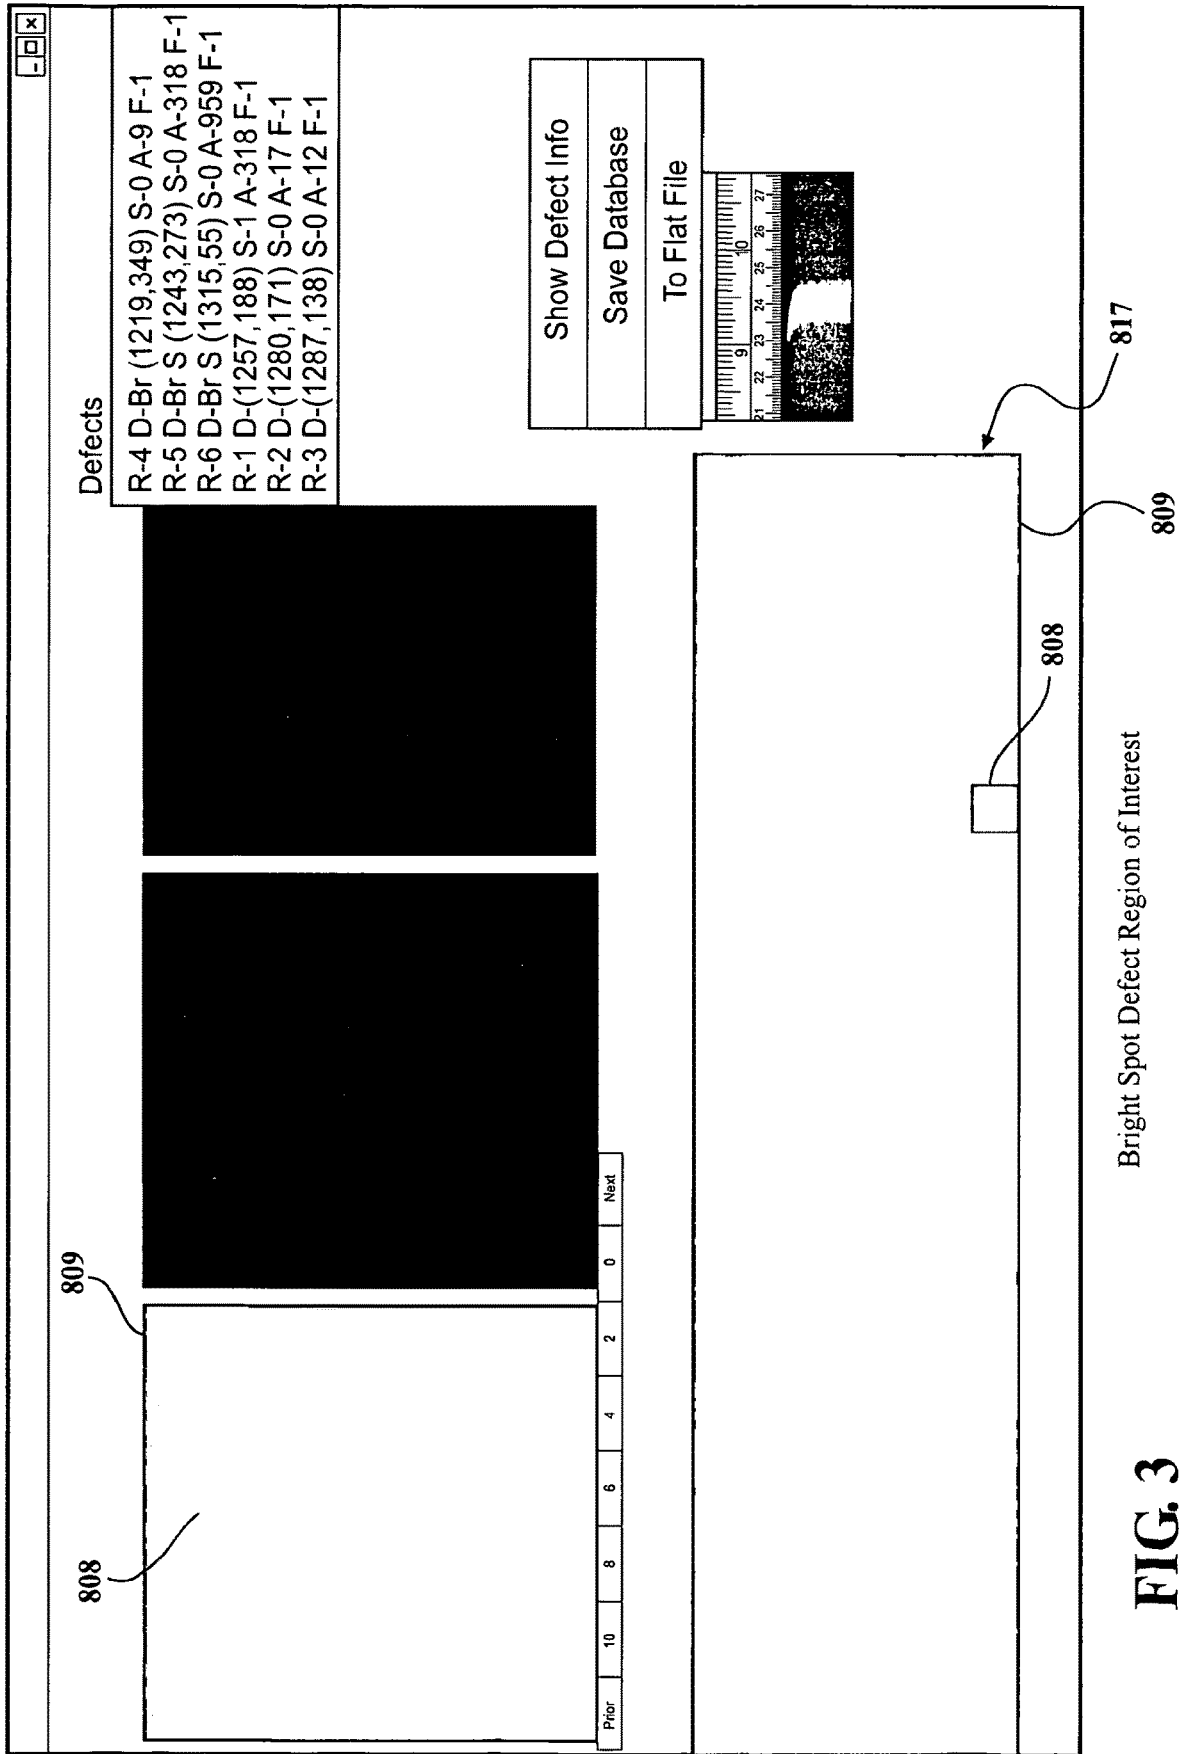 Defects
R-4 D-Br (1219,349) S-0 A-9 F-1
R-5 D-Br S (1243,273) S-0 A-318 F-1
R-6 D-Br S (1315,55) S-0 A-959 F-1
R-1 D-(1257,188) S-1 A-318 F-1
R-2 D-(1280,171) S-0 A-17 F-1
R-3 D-(1287,138) S-0 A-12 F-1
808
809
Prior 10 8 6 4 2 0 Next
Show Defect Info
Save Database
To Flat File
9 10
21 22 23 24 25 26 27
808
809
817
Bright Spot Defect Region of Interest
FIG. 3